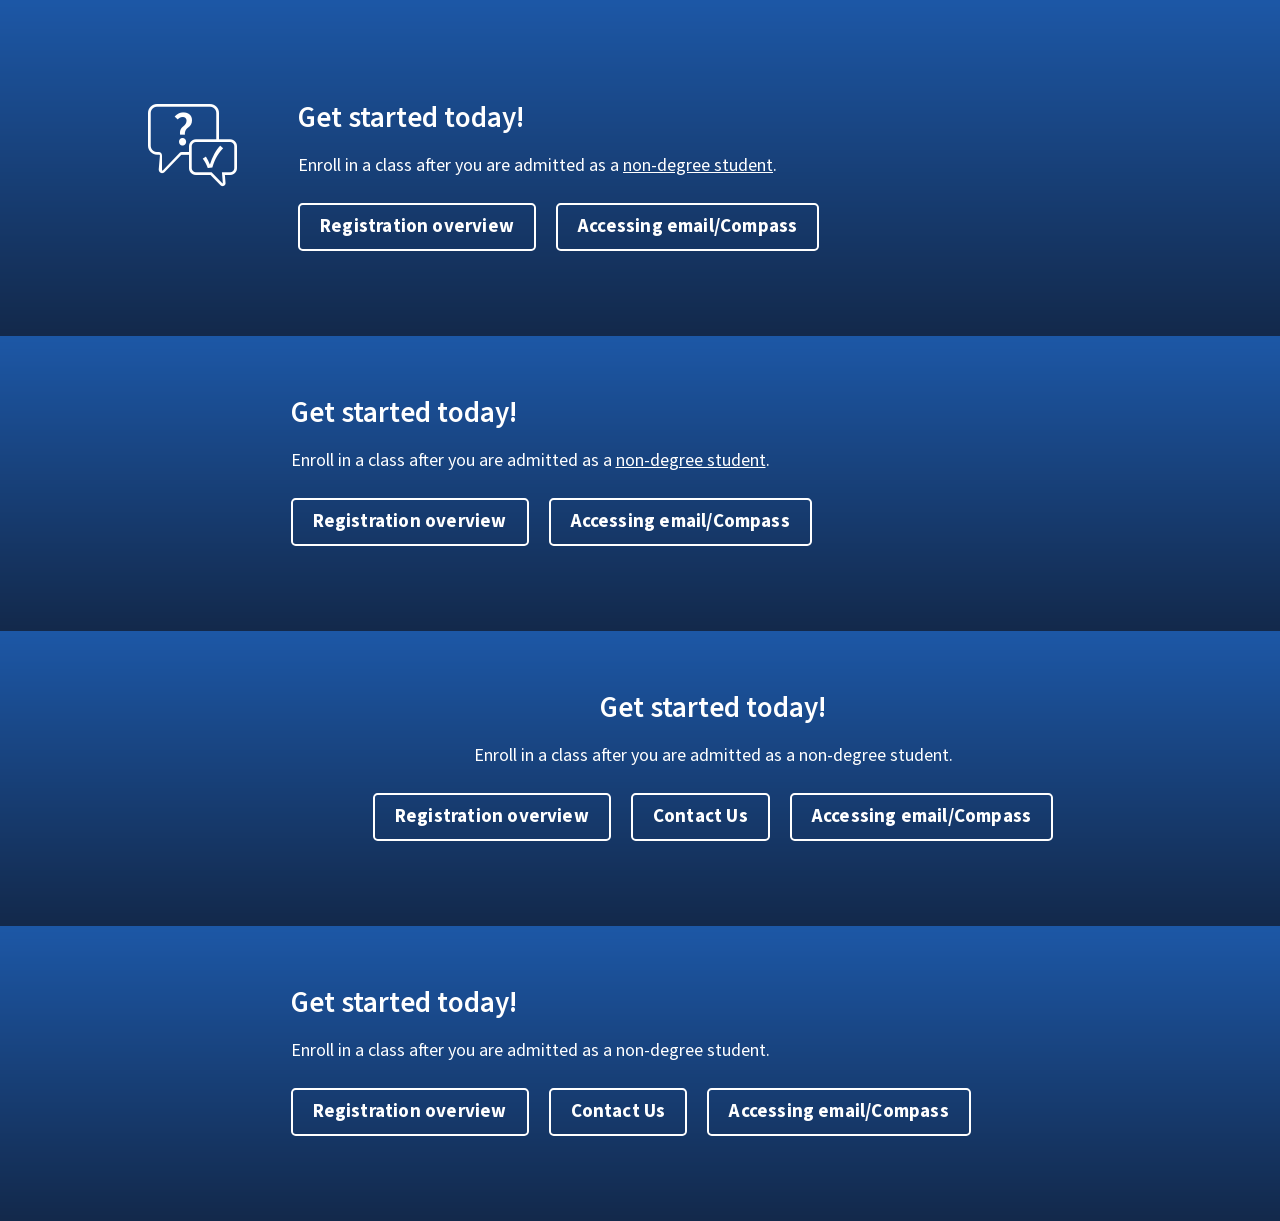 ?
Get started today!
Enroll in a class after you are admitted as a non-degree student.
Registration overview Accessing email/Compass
Get started today!
Enroll in a class after you are admitted as a non-degree student.
Registration overview Accessing email/Compass
Get started today!
Enroll in a class after you are admitted as a non-degree student.
Registration overview Contact Us Accessing email/Compass
Get started today!
Enroll in a class after you are admitted as a non-degree student.
Registration overview Contact Us Accessing email/Compass